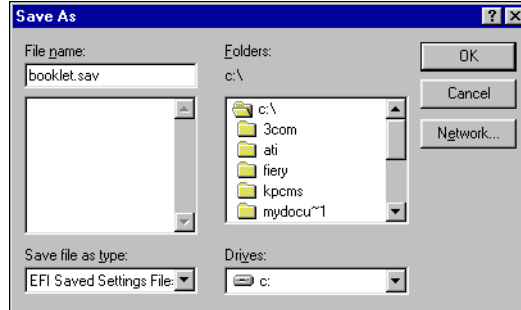 Save As
File name:
booklet.sav
Folders:
c:\
c:\
3com
ati
fiery
kpcms
mydocu~1
OK
Cancel
Network...
Save file as type:
EFI Saved Settings Files
Drives:
c: